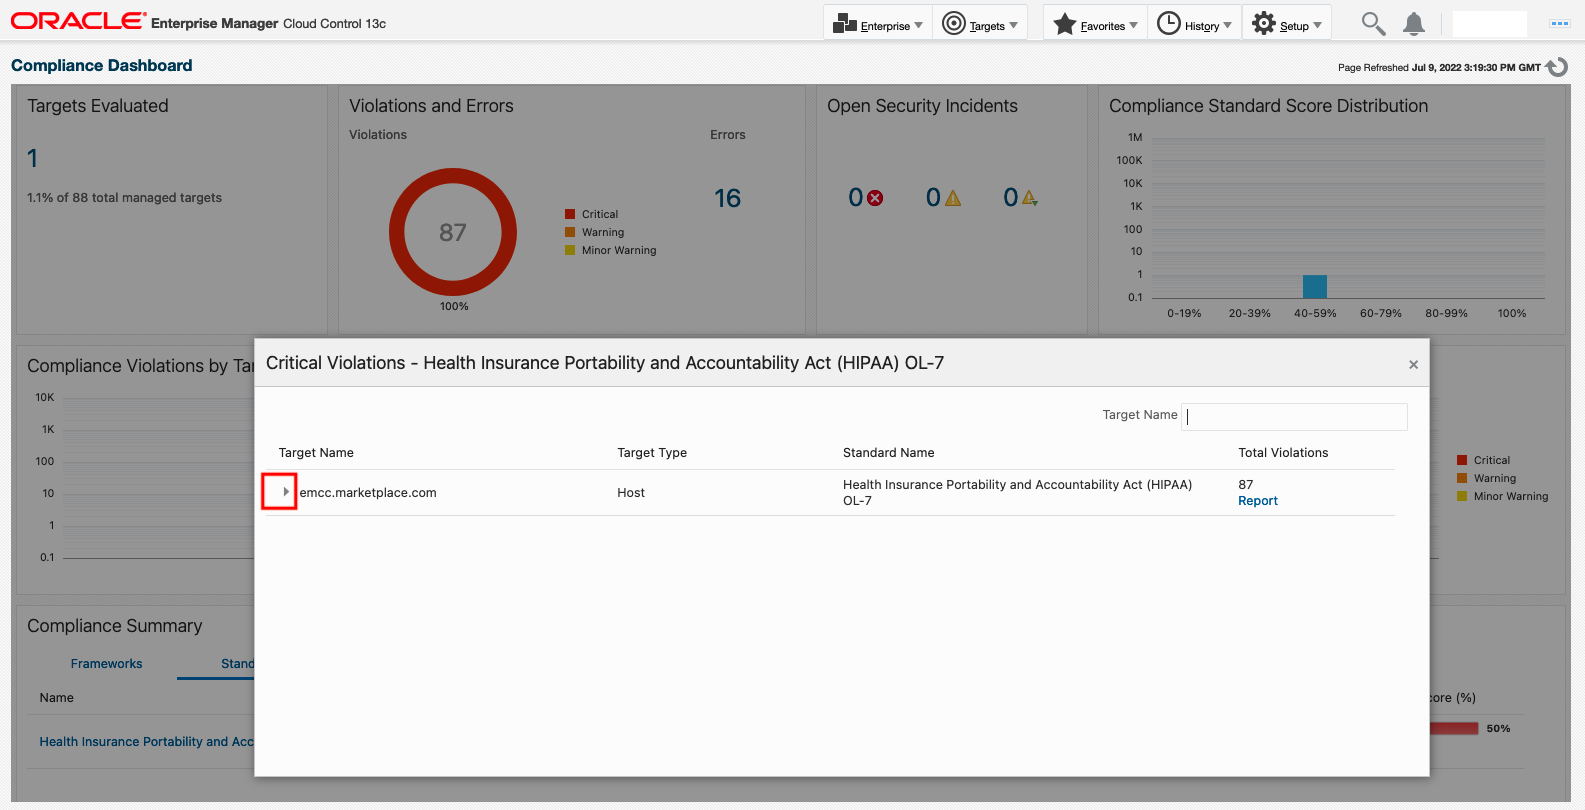 ORACLE® Enterprise Manager Cloud Control 13c
Enterprise
Targets
Favorites
History
Setup
Compliance Dashboard
Page Refreshed Jul 9, 2022 3:19:30 PM GMT
Targets Evaluated
1
1.1% of 88 total managed targets
Violations and Errors
Violations
Errors
87
100%
Critical
Warning
Minor Warning
16
Open Security Incidents
0
0
0
Compliance Standard Score Distribution
1M
100K
10K
1K
100
10
1
0.1
0-19%
20-39%
40-59%
60-79%
80-99%
100%
Compliance Violations by Tar
10K
1K
100
10
1
0.1
Critical
Warning
Minor Warning
Critical Violations - Health Insurance Portability and Accountability Act (HIPAA) OL-7
×
Target Name
Target Name
Target Type
Standard Name
Total Violations
emcc.marketplace.com
Host
Health Insurance Portability and Accountability Act (HIPAA)
OL-7
87
Report
Compliance Summary
Frameworks
Stand
Name
core (%)
Health Insurance Portability and Acc
50%